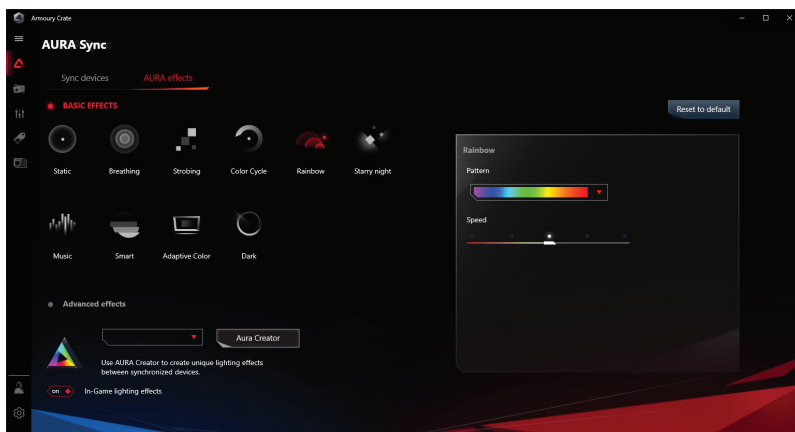 Armoury Crate
AURA Sync
Sync devices
AURA effects
BASIC EFFECTS
Reset to default
Static
Breathing
Strobing
Color Cycle
Rainbow
Starry night
Music
Smart
Adaptive Color
Dark
Rainbow
Pattern
Speed
Advanced effects
Aura Creator
Use AURA Creator to create unique lighting effects
between synchronized devices.
on
In-Game lighting effects